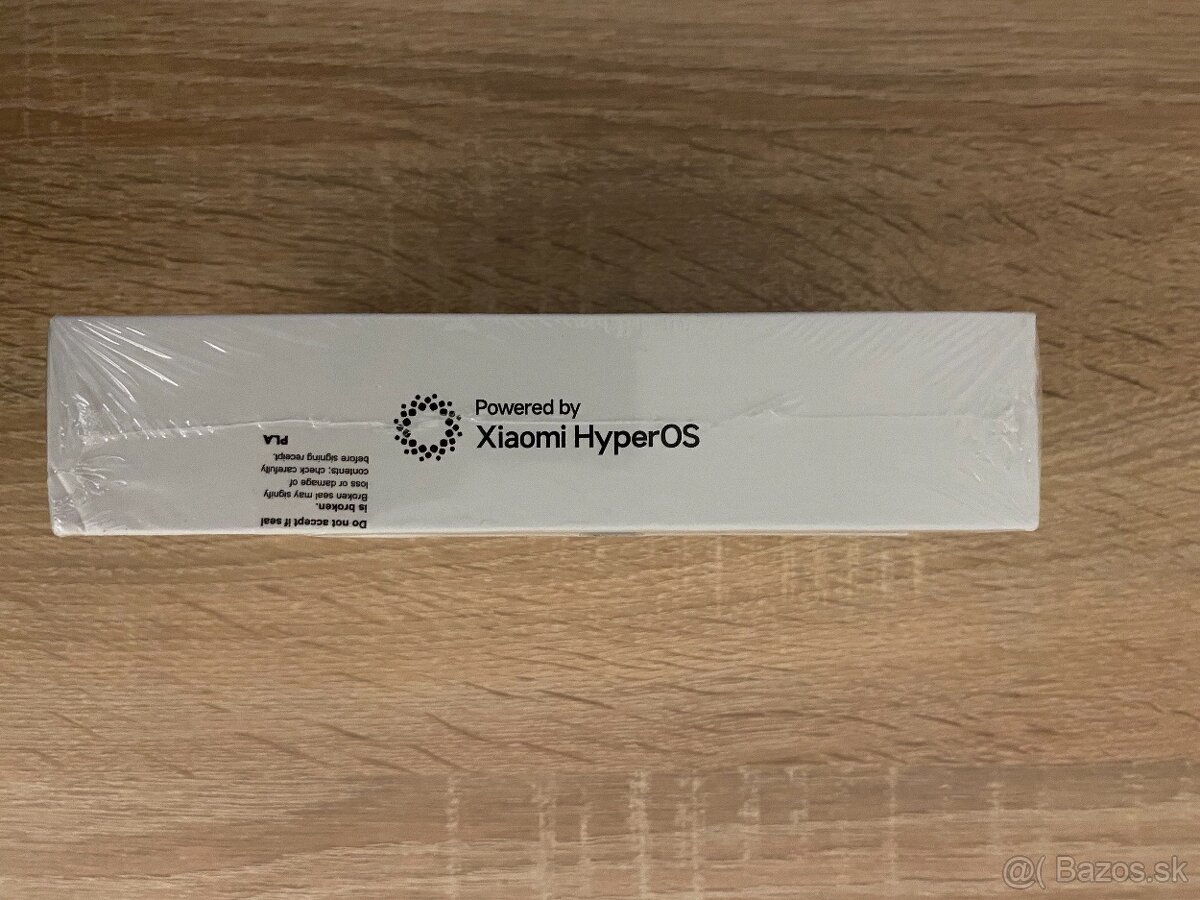 Powered by
Xiaomi HyperOS
Do not accept if seal
is broken.
Broken seal may signify
loss or damage of
contents; check carefully
before signing receipt.
PLA
@( Bazos.sk